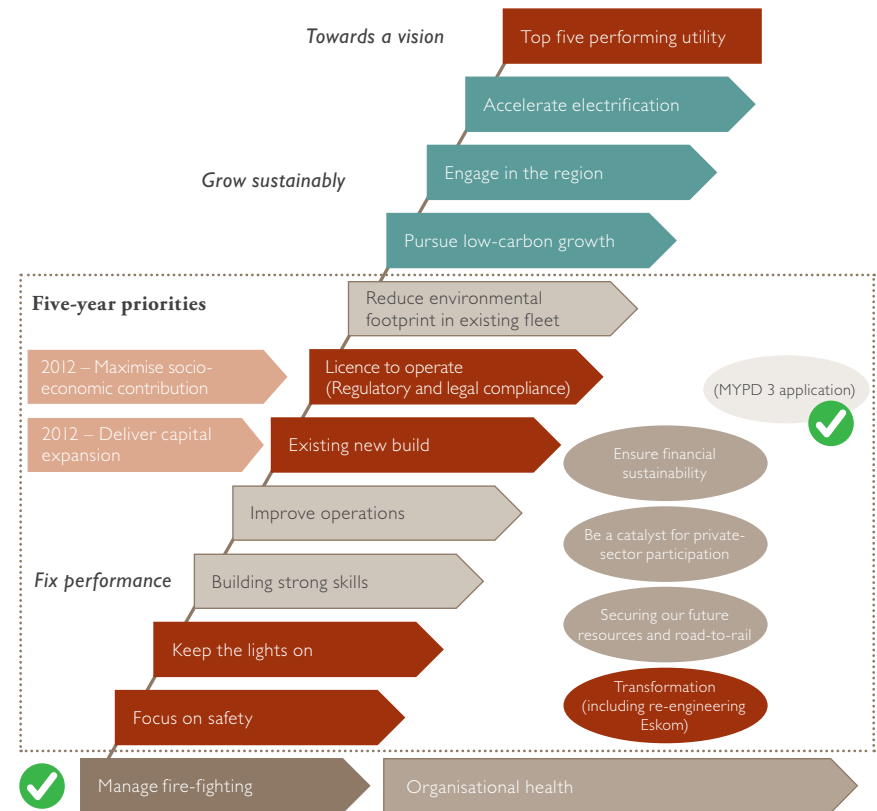 Towards a vision
Top five performing utility
Accelerate electrification
Grow sustainably
Engage in the region
Pursue low-carbon growth
Five-year priorities
Reduce environmental
footprint in existing fleet
2012 – Maximise socio-
economic contribution
Licence to operate
(Regulatory and legal compliance)
(MYPD 3 application)
2012 – Deliver capital
expansion
Existing new build
Ensure financial
sustainability
Improve operations
Be a catalyst for private-
sector participation
Fix performance
Building strong skills
Securing our future
resources and road-to-rail
Keep the lights on
Transformation
(including re-engineering
Eskom)
Focus on safety
Manage fire-fighting
Organisational health